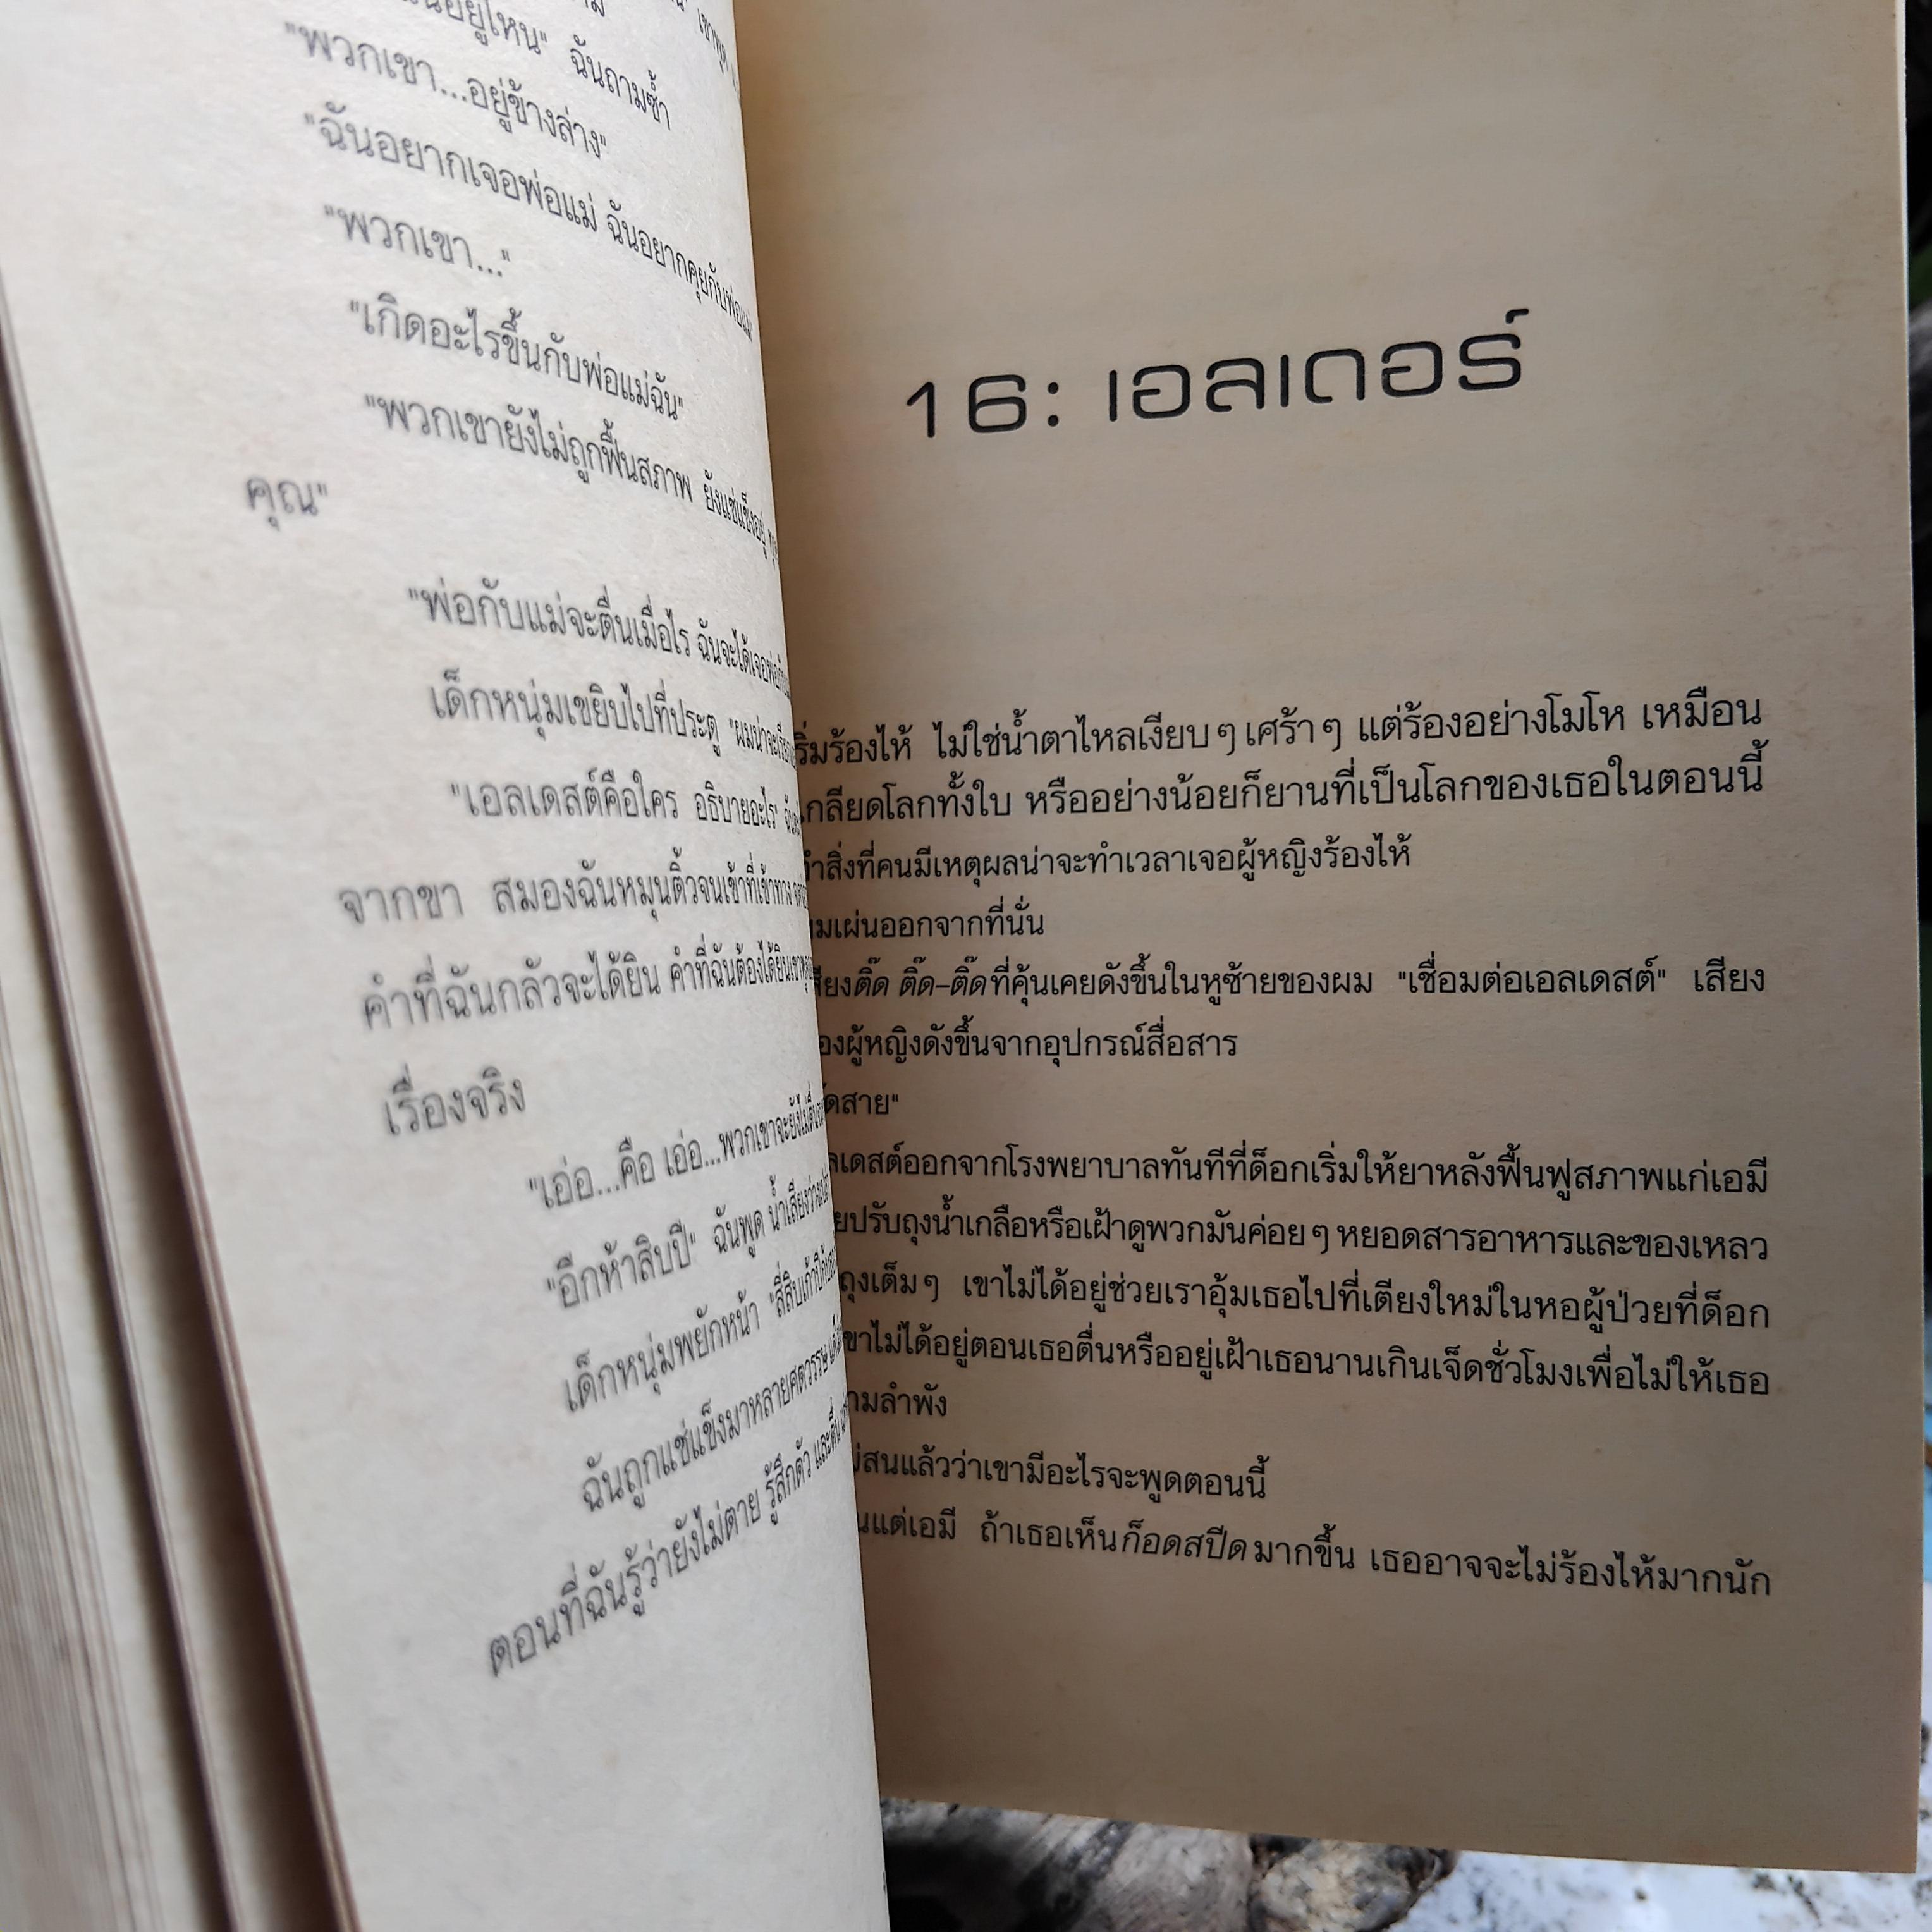 อยู่ไหน" ฉันถามซ้ำ
"พวกเขา...อยู่ข้างล่าง"
"ฉันอยากเจอพ่อแม่ ฉันอยากคุยกับพ่อแม่"
"พวกเขา..."
"เกิดอะไรขึ้นกับพ่อแม่ฉัน"
"พวกเขายังไม่ถูกฟื้นสภาพ ยังแช่แข็งอยู่
คุณ"
"พ่อกับแม่จะตื่นเมื่อไร ฉันจะได้เจอ
เด็กหนุ่มเขยิบไปที่ประตู "ผมน่าจะ
"เอลเดสต์คือใคร อธิบายอะไร"
จากขา สมองฉันหมุนติ้วจนเข้าที่เข้าทาง
คำที่ฉันกลัวจะได้ยิน คำที่ฉันต้องได้ยิน
เรื่องจริง
"เอ่อ...คือ เอ่อ...พวกเขาจะยังไม่
"อีกห้าสิบปี" ฉันพูด น้ำเสียง
เด็กหนุ่มพยักหน้า "สี่สิบเก้าปีกับ
ฉันถูกแช่แข็งมาหลายศตวรรษ
ตอนที่ฉันรู้ว่ายังไม่ตาย รู้สึกตัว และตื่น
16: เอลเดอร์
ริ่มร้องไห้ ไม่ใช่น้ำตาไหลเงียบๆ เศร้าๆ แต่ร้องอย่างโมโห เหมือน
เกลียดโลกทั้งใบ หรืออย่างน้อยก็ยานที่เป็นโลกของเธอในตอนนี้
ทำสิ่งที่คนมีเหตุผลน่าจะทำเวลาเจอผู้หญิงร้องไห้
มเผ่นออกจากที่นั่น
สียงติ๊ด ติ๊ด-ติ๊ดที่คุ้นเคยดังขึ้นในหูซ้ายของผม "เชื่อมต่อเอลเดสต์" เสียง
องผู้หญิงดังขึ้นจากอุปกรณ์สื่อสาร
ัดสาย"
ลเดสต์ออกจากโรงพยาบาลทันทีที่ด็อกเริ่มให้ยาหลังฟื้นฟูสภาพแก่เอมี
ยปรับถุงน้ำเกลือหรือเฝ้าดูพวกมันค่อยๆ หยอดสารอาหารและของเหลว
ถุงเต็มๆ เขาไม่ได้อยู่ช่วยเราอุ้มเธอไปที่เตียงใหม่ในหอผู้ป่วยที่ด็อก
ขาไม่ได้อยู่ตอนเธอตื่นหรืออยู่เฝ้าเธอนานเกินเจ็ดชั่วโมงเพื่อไม่ให้เธอ
ามลำพัง
ม่สนแล้วว่าเขามีอะไรจะพูดตอนนี้
นแต่เอมี ถ้าเธอเห็นก็อดสปีดมากขึ้น เธออาจจะไม่ร้องไห้มากนัก